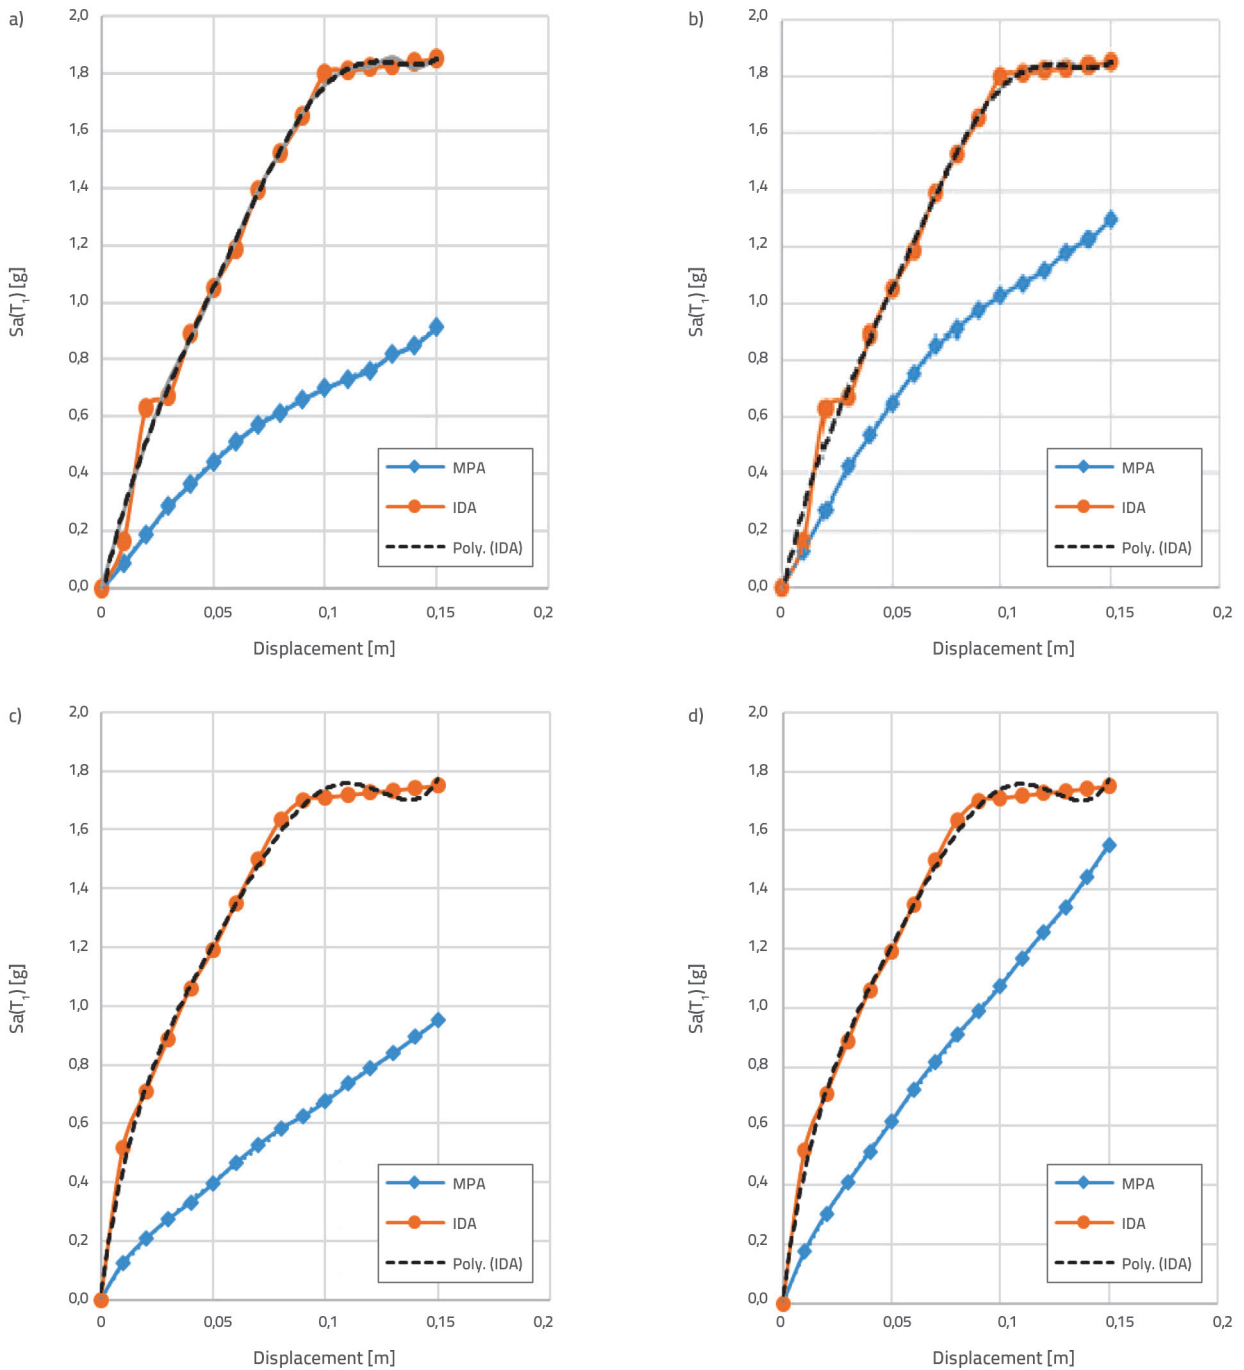 a)
2,0
1,8
1,6
1,4
1,2
1,0
0,8
0,6
0,4
0,2
0,0
Sa(T₁) [g]
MPA
IDA
Poly. (IDA)
0 0,05 0,1 0,15 0,2
Displacement [m]
b)
2,0
1,8
1,6
1,4
1,2
1,0
0,8
0,6
0,4
0,2
0,0
Sa(T₁) [g]
MPA
IDA
Poly. (IDA)
0 0,05 0,1 0,15 0,2
Displacement [m]
c)
2,0
1,8
1,6
1,4
1,2
1,0
0,8
0,6
0,4
0,2
0,0
Sa(T₁) [g]
MPA
IDA
Poly. (IDA)
0 0,05 0,1 0,15 0,2
Displacement [m]
d)
2,0
1,8
1,6
1,4
1,2
1,0
0,8
0,6
0,4
0,2
0,0
Sa(T₁) [g]
MPA
IDA
Poly. (IDA)
0 0,05 0,1 0,15 0,2
Displacement [m]